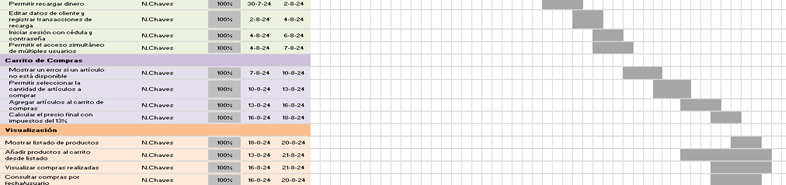 Permitir recargar dinero N.Chaves 100% 30-7-24 2-8-24
Editar datos de cliente y
registrar transacciones de N.Chaves 100% 2-8-24 4-8-24
recarga
Iniciar sesión con cédula y
contraseña N.Chaves 100% 4-8-24 6-8-24
Permitir el acceso simultáneo
de múltiples usuarios N.Chaves 100% 4-8-24 7-8-24
Carrito de Compras
Mostrar un error si un artículo
no está disponible N.Chaves 100% 7-8-24 10-8-24
Permitir seleccionar la
cantidad de artículos a N.Chaves 100% 10-8-24 13-8-24
comprar
Agregar artículos al carrito de
compras N.Chaves 100% 13-8-24 16-8-24
Calcular el precio final con
impuestos del 13% N.Chaves 100% 16-8-24 18-8-24
Visualización
Mostrar listado de productos N.Chaves 100% 18-8-24 20-8-24
Añadir productos al carrito
desde listado N.Chaves 100% 13-8-24 21-8-24
Visualizar compras realizadas N.Chaves 100% 16-8-24 21-8-24
Consultar compras por
fecha/usuario N.Chaves 100% 16-8-24 20-8-24